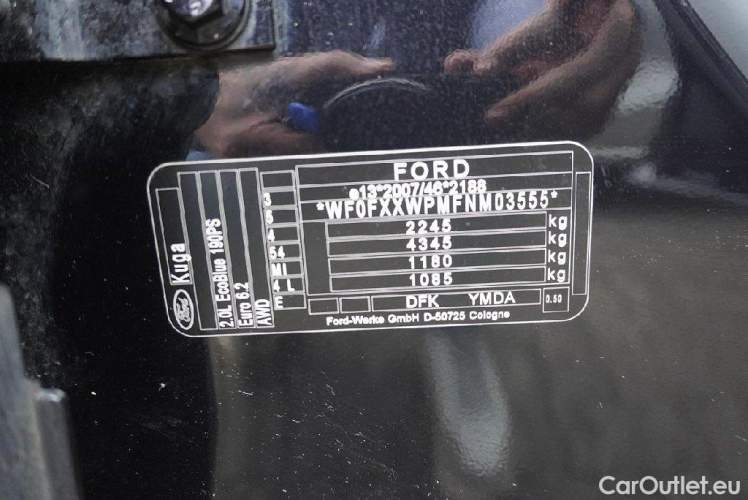 FORD
e13*2007/46*2188
*WF0FXXWPMFNM03555*
2245 kg
4345 kg
1180 kg
1085 kg
DFK YMDA 0.50
Ford-Werke GmbH D-50725 Cologne
Ford
Kuga
2.0L EcoBlue 190PS
Euro 6.2
AWD
3
5
4
54
MI
4 L
E
CarOutlet.eu